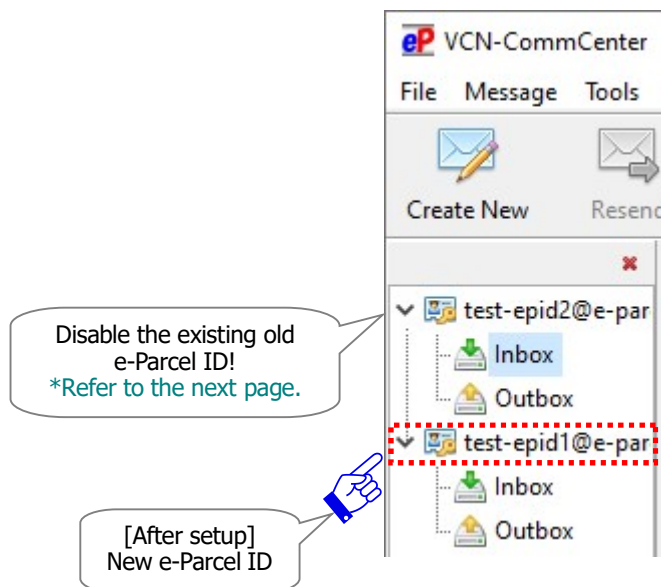 eP VCN-CommCenter
File Message Tools
Create New Resend
test-epid2@e-par
Disable the existing old
e-Parcel ID!
*Refer to the next page.
Inbox
Outbox
test-epid1@e-par
Inbox
[After setup]
New e-Parcel ID
Outbox